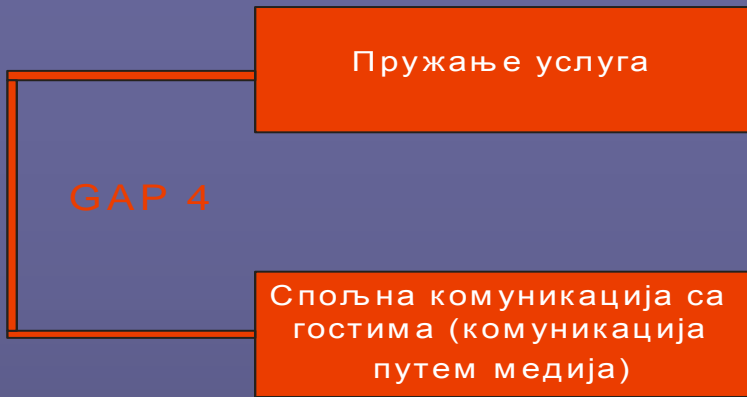 Пружање услуга
GAP 4
Спољна комуникација са
гостима (комуникација
путем медија)